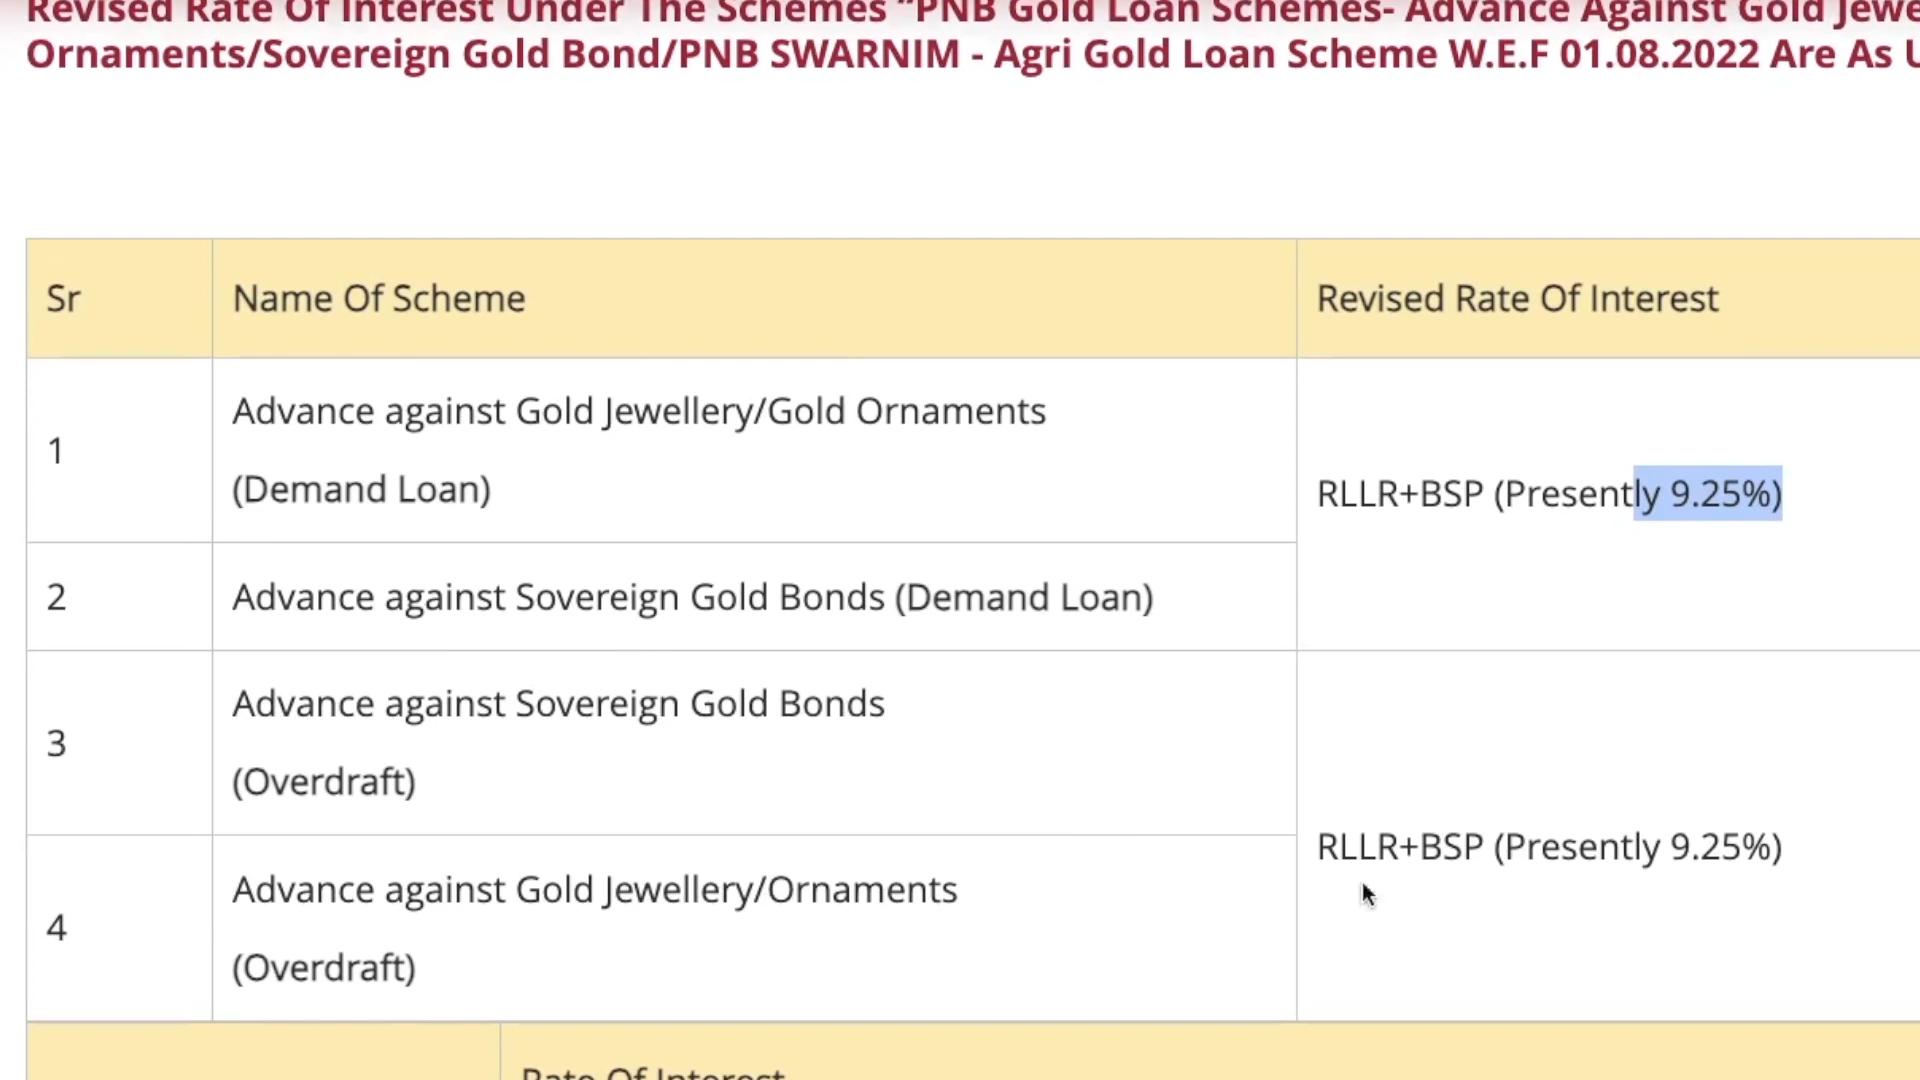 Revised Rate Of Interest Under The Schemes “PNB Gold Loan Schemes- Advance Against Gold
Ornaments/Sovereign Gold Bond/PNB SWARNIM - Agri Gold Loan Scheme W.E.F 01.08.2022 Are As
Sr
Name Of Scheme
Revised Rate Of Interest
1
Advance against Gold Jewellery/Gold Ornaments
(Demand Loan)
RLLR+BSP (Presently 9.25%)
2
Advance against Sovereign Gold Bonds (Demand Loan)
3
Advance against Sovereign Gold Bonds
(Overdraft)
RLLR+BSP (Presently 9.25%)
4
Advance against Gold Jewellery/Ornaments
(Overdraft)
Rate Of Interest